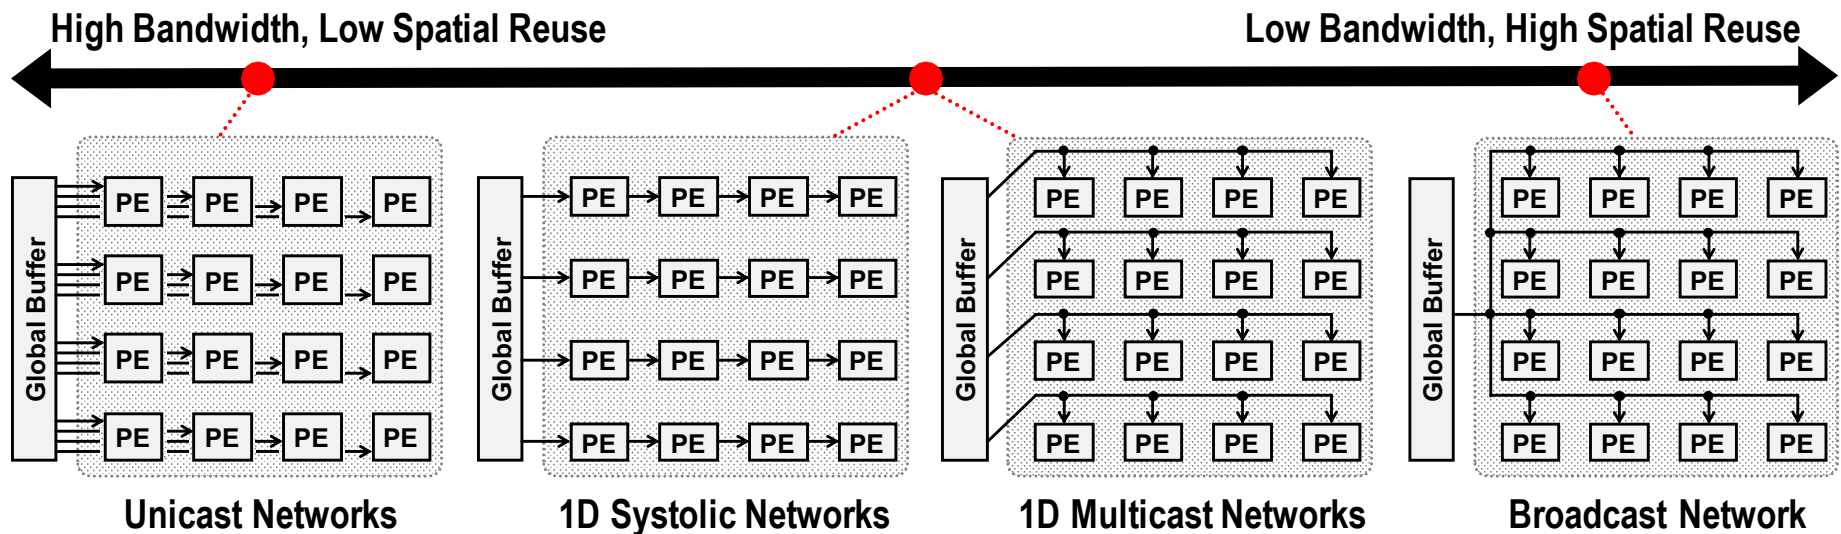 High Bandwidth, Low Spatial Reuse
Low Bandwidth, High Spatial Reuse
Global Buffer
PE PE PE PE
PE PE PE PE
PE PE PE PE
PE PE PE PE
Unicast Networks
Global Buffer
PE PE PE PE
PE PE PE PE
PE PE PE PE
PE PE PE PE
1D Systolic Networks
Global Buffer
PE PE PE PE
PE PE PE PE
PE PE PE PE
PE PE PE PE
1D Multicast Networks
Global Buffer
PE PE PE PE
PE PE PE PE
PE PE PE PE
PE PE PE PE
Broadcast Network